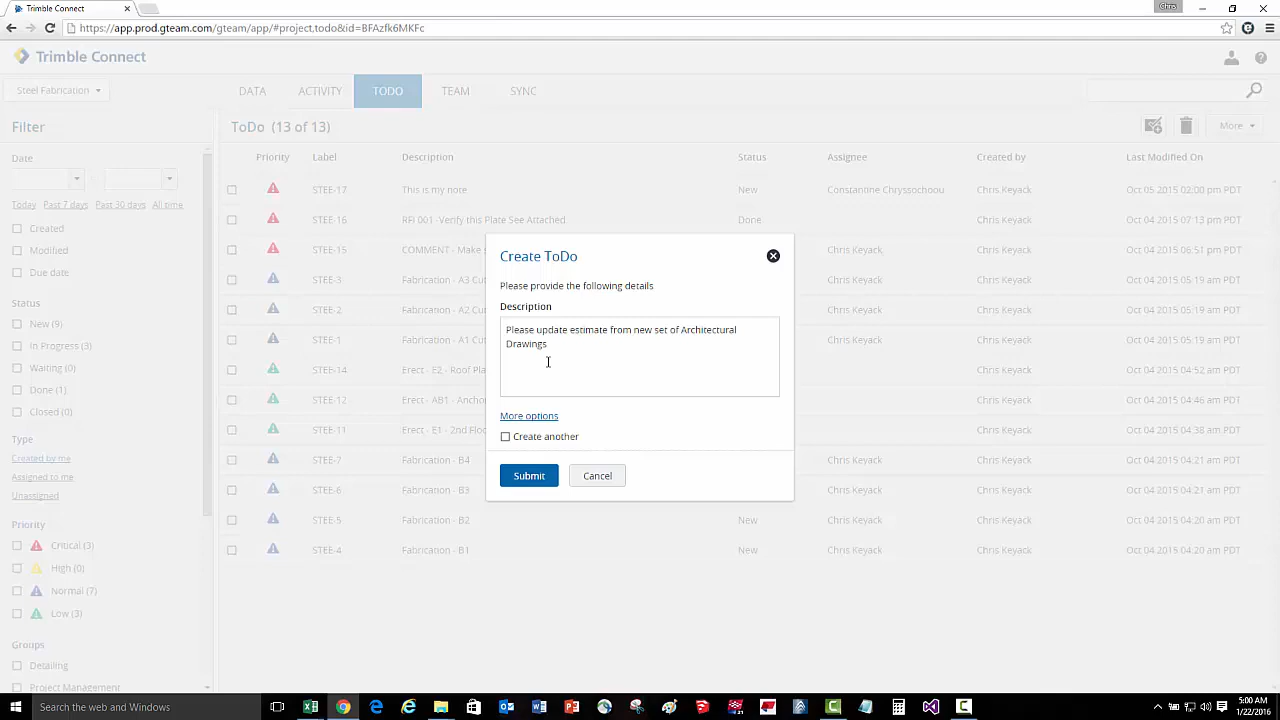 Trimble Connect
Chris
https://app.prod.gteam.com/gteam/app/#project.todo&id=BFAzfk6MKFc
Trimble Connect
Steel Fabrication
DATA ACTIVITY TODO TEAM SYNC
Filter
ToDo (13 of 13)
More
Date
Today Past 7 days Past 30 days All time
Created
Modified
Due date
Status
New (9)
In Progress (3)
Waiting (0)
Done (1)
Closed (0)
Type
Created by me
Assigned to me
Unassigned
Priority
Critical (3)
High (0)
Normal (7)
Low (3)
Groups
Detailing
Project Management
Priority Label Description Status Assignee Created by Last Modified On
STEE-17 This is my note New Constantine Chryssochoou Chris Keyack Oct 05 2015 02:00 pm PDT
STEE-16 RFI 001 -Verify this Plate See Attached Done Chris Keyack Oct 04 2015 07:13 pm PDT
STEE-15 COMMENT - Make Chris Keyack Chris Keyack Oct 04 2015 06:51 pm PDT
STEE-3 Fabrication - A3 Cut Chris Keyack Chris Keyack Oct 04 2015 05:19 am PDT
STEE-2 Fabrication - A2 Cut Chris Keyack Chris Keyack Oct 04 2015 05:19 am PDT
STEE-1 Fabrication - A1 Cut Chris Keyack Chris Keyack Oct 04 2015 05:19 am PDT
STEE-14 Erect - E2 - Roof Pla Chris Keyack Oct 04 2015 04:52 am PDT
STEE-12 Erect - AB1 - Anchor Chris Keyack Oct 04 2015 04:46 am PDT
STEE-11 Erect - E1 - 2nd Floo Chris Keyack Oct 04 2015 04:38 am PDT
STEE-7 Fabrication - B4 Chris Keyack Chris Keyack Oct 04 2015 04:21 am PDT
STEE-6 Fabrication - B3 Chris Keyack Chris Keyack Oct 04 2015 04:21 am PDT
STEE-5 Fabrication - B2 New Chris Keyack Chris Keyack Oct 04 2015 04:20 am PDT
STEE-4 Fabrication - B1 New Chris Keyack Chris Keyack Oct 04 2015 04:20 am PDT
Create ToDo
Please provide the following details
Description
Please update estimate from new set of Architectural
Drawings
More options
Create another
Submit Cancel
Search the web and Windows
5:00 AM
1/22/2016